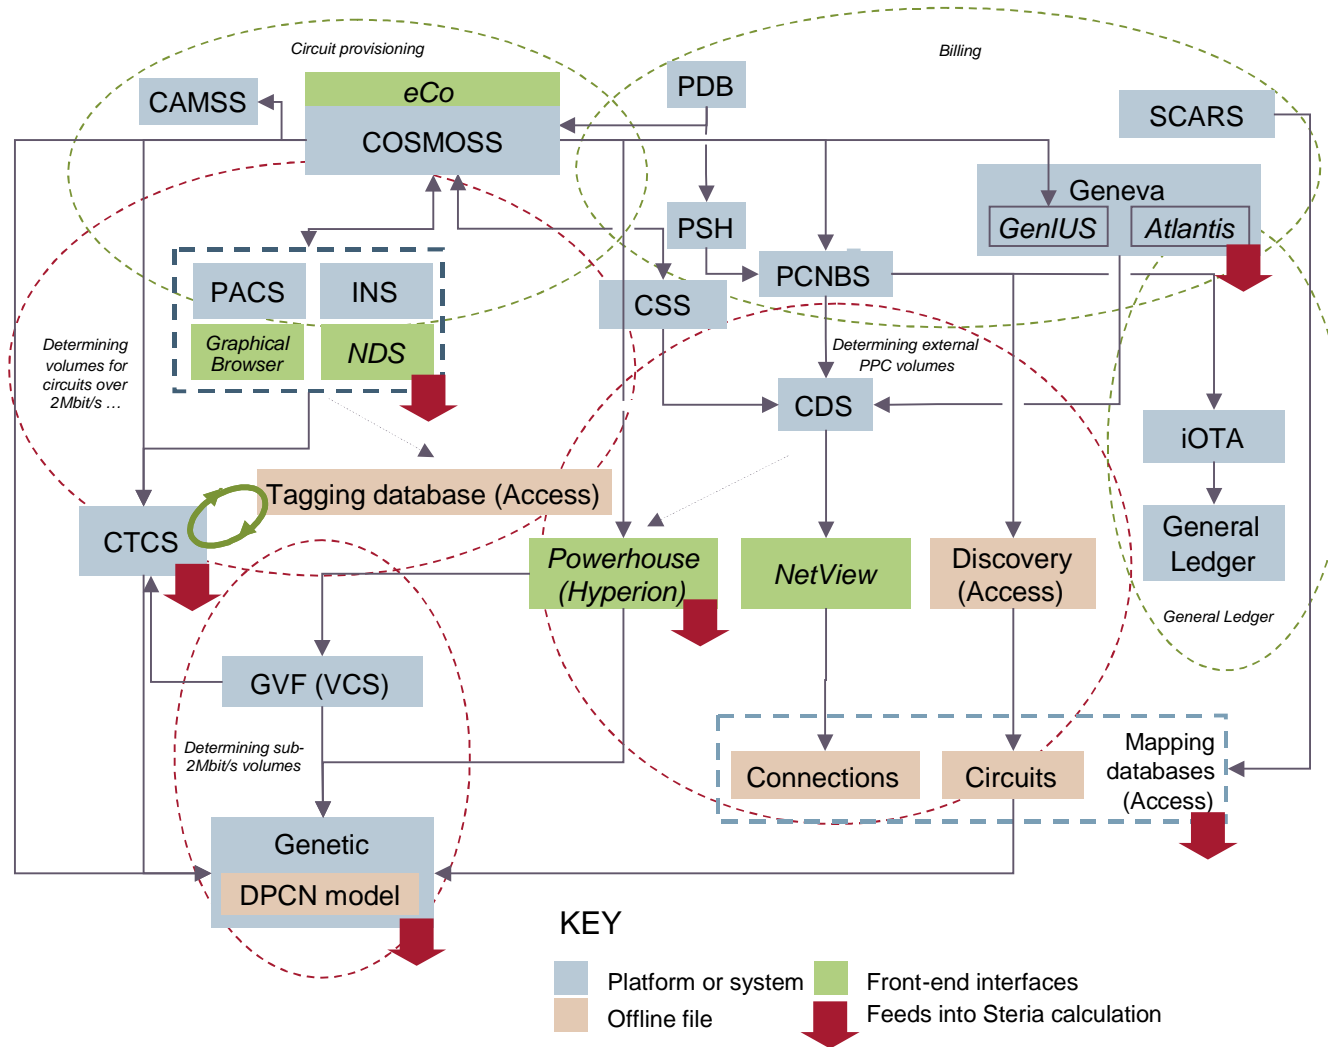 Circuit provisioning
Billing
eCo
PDB
CAMSS
SCARS
COSMOSS
Geneva
GenIUS
Atlantis
PSH
PCNBS
PACS
INS
CSS
Graphical
Browser
NDS
Determining
volumes for
circuits over
2Mbit/s …
Determining external
PPC volumes
CDS
iOTA
Tagging database (Access)
CTCS
General
Ledger
Powerhouse
(Hyperion)
NetView
Discovery
(Access)
General Ledger
GVF (VCS)
Determining sub-
2Mbit/s volumes
Connections
Circuits
Mapping
databases
(Access)
Genetic
DPCN model
KEY
Platform or system
Front-end interfaces
Offline file
Feeds into Steria calculation